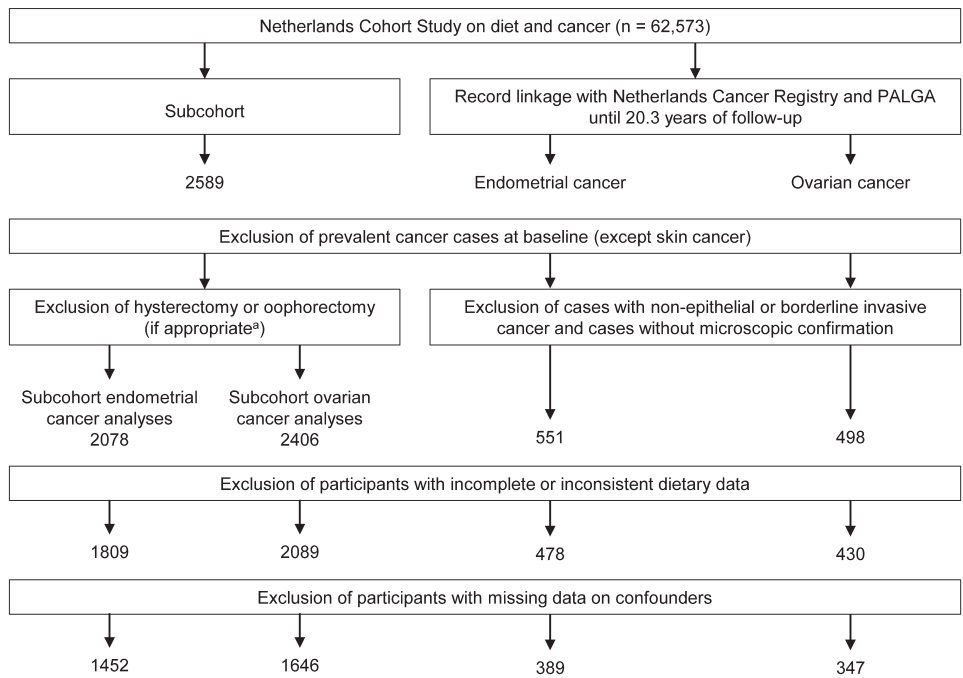 Netherlands Cohort Study on diet and cancer (n = 62,573)
Subcohort
Record linkage with Netherlands Cancer Registry and PALGA
until 20.3 years of follow-up
2589
Endometrial cancer
Ovarian cancer
Exclusion of prevalent cancer cases at baseline (except skin cancer)
Exclusion of hysterectomy or oophorectomy
(if appropriateᵃ)
Exclusion of cases with non-epithelial or borderline invasive
cancer and cases without microscopic confirmation
Subcohort endometrial
cancer analyses
2078
Subcohort ovarian
cancer analyses
2406
551
498
Exclusion of participants with incomplete or inconsistent dietary data
1809
2089
478
430
Exclusion of participants with missing data on confounders
1452
1646
389
347